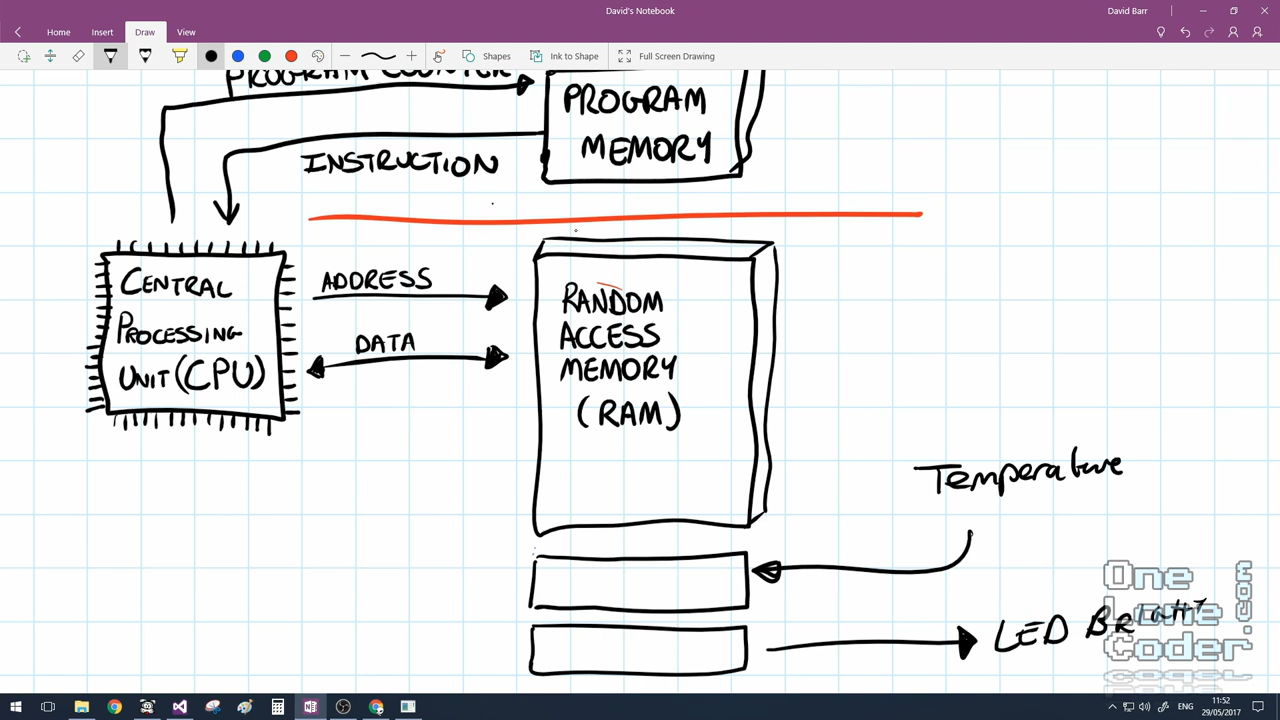 David's Notebook
David Barr
Home
Insert
Draw
View
Shapes
Ink to Shape
Full Screen Drawing
PROGRAM COUNTER
PROGRAM
MEMORY
INSTRUCTION
CENTRAL
PROCESSING
UNIT (CPU)
ADDRESS
DATA
RANDOM
ACCESS
MEMORY
(RAM)
Temperature
LED
One
Lone
Coder
.com
ENG
11:52
29/05/2017